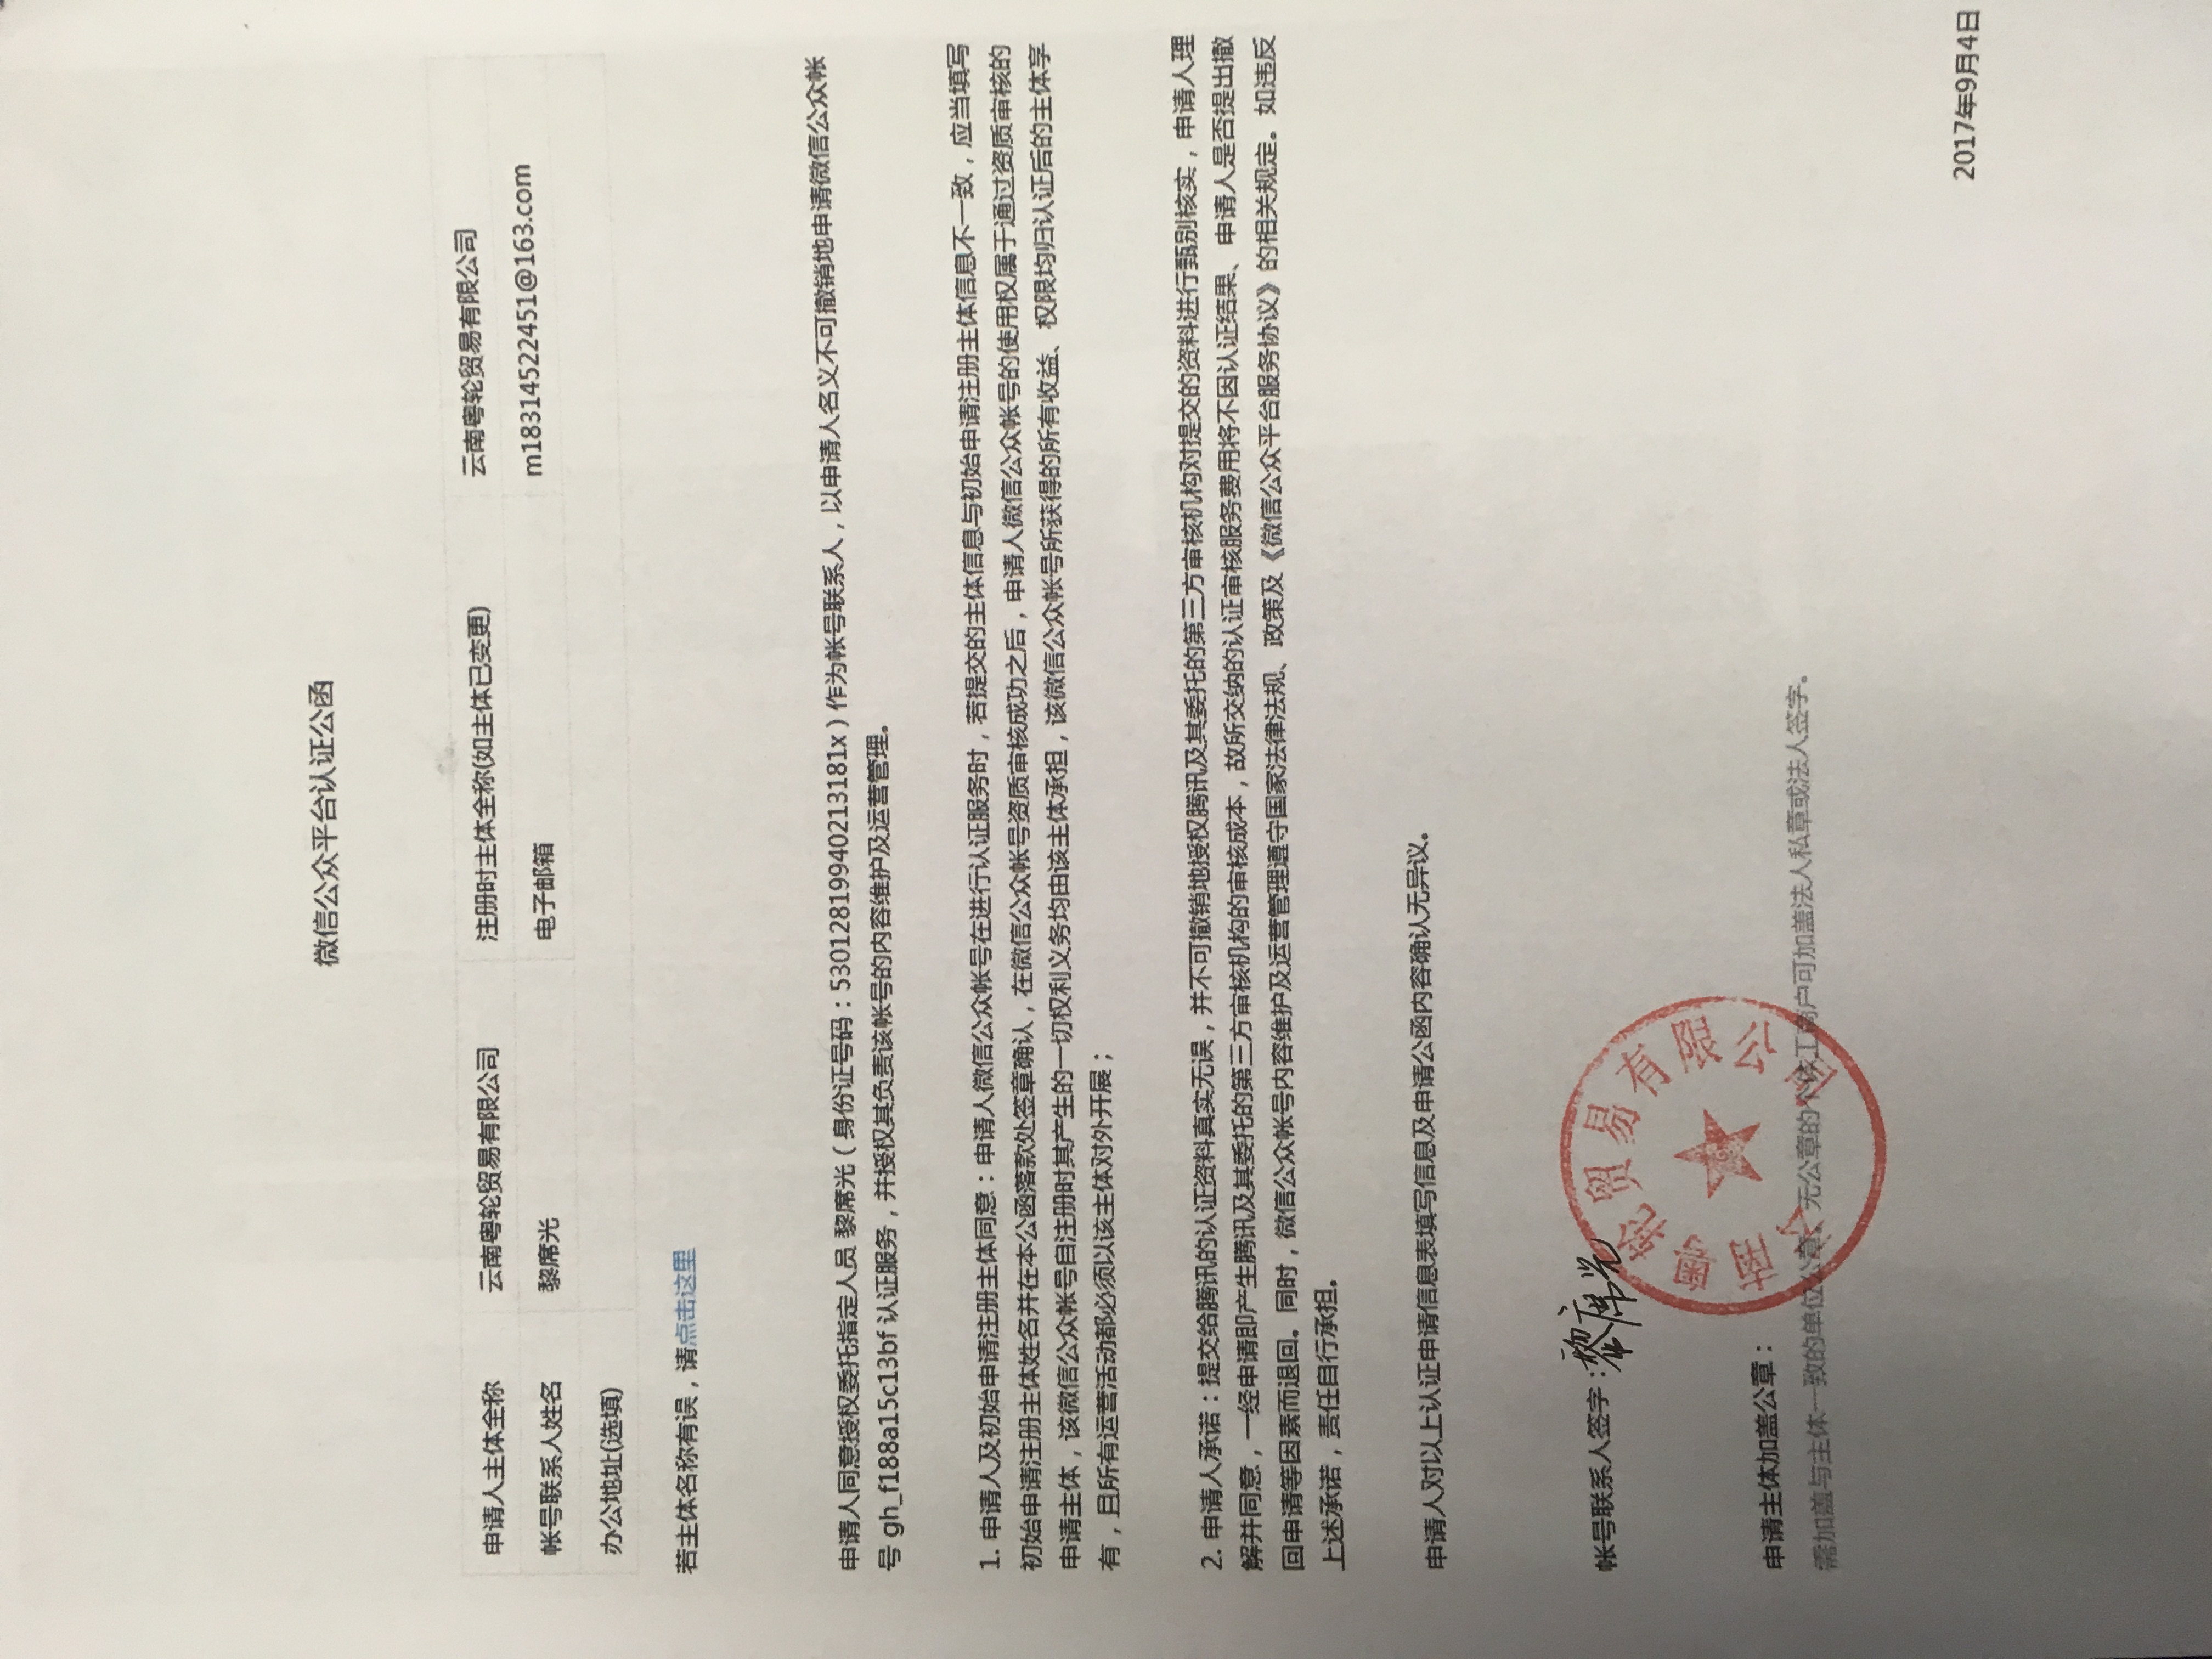 微信公众平台认证公函
申请人主体全称 云南粤轮贸易有限公司 注册时主体全称(如主体已变更) 云南粤轮贸易有限公司
帐号联系人姓名 黎席光 电子邮箱 m18314522451@163.com
办公地址(选填)
若主体名称有误，请点击这里
申请人同意授权委托指定人员 黎席光（身份证号码：53012819940213181x）作为帐号联系人，以申请人名义不可撤销地申请微信公众帐
号 gh_f188a15c13bf 认证服务，并授权其负责该帐号的内容维护及运营管理。
1. 申请人及初始申请注册主体同意：申请人微信公众帐号在进行认证服务时，若提交的主体信息与初始申请注册主体信息不一致，应当填写
初始申请注册主体姓名并在本公函落款处签章确认，在微信公众帐号资质审核成功之后，申请人微信公众帐号的使用权属于通过资质审核的
申请主体，该微信公众帐号自注册时其产生的一切权利义务均由该主体承担，该微信公众帐号所获得的所有收益、权限均归认证后的主体享
有，且所有运营活动都必须以该主体对外开展；
2. 申请人承诺：提交给腾讯的认证资料真实无误，并不可撤销地授权腾讯及其委托的第三方审核机构对提交的资料进行甄别核实，申请人理
解并同意，一经申请即产生腾讯及其委托的第三方审核机构的审核成本，故所交纳的认证审核服务费用将不因认证结果、申请人是否提出撤
回申请等因素而退回。同时，微信公众帐号内容维护及运营管理遵守国家法律法规、政策及《微信公众平台服务协议》的相关规定。如违反
上述承诺，责任自行承担。
申请人对以上认证申请信息表填写信息及申请公函内容确认无异议。
帐号联系人签字：黎席光
云南粤轮贸易有限公司
申请主体加盖公章：
需加盖与主体一致的单位公章。无公章的个体工商户可加盖法人私章或法人签字。
2017年9月4日